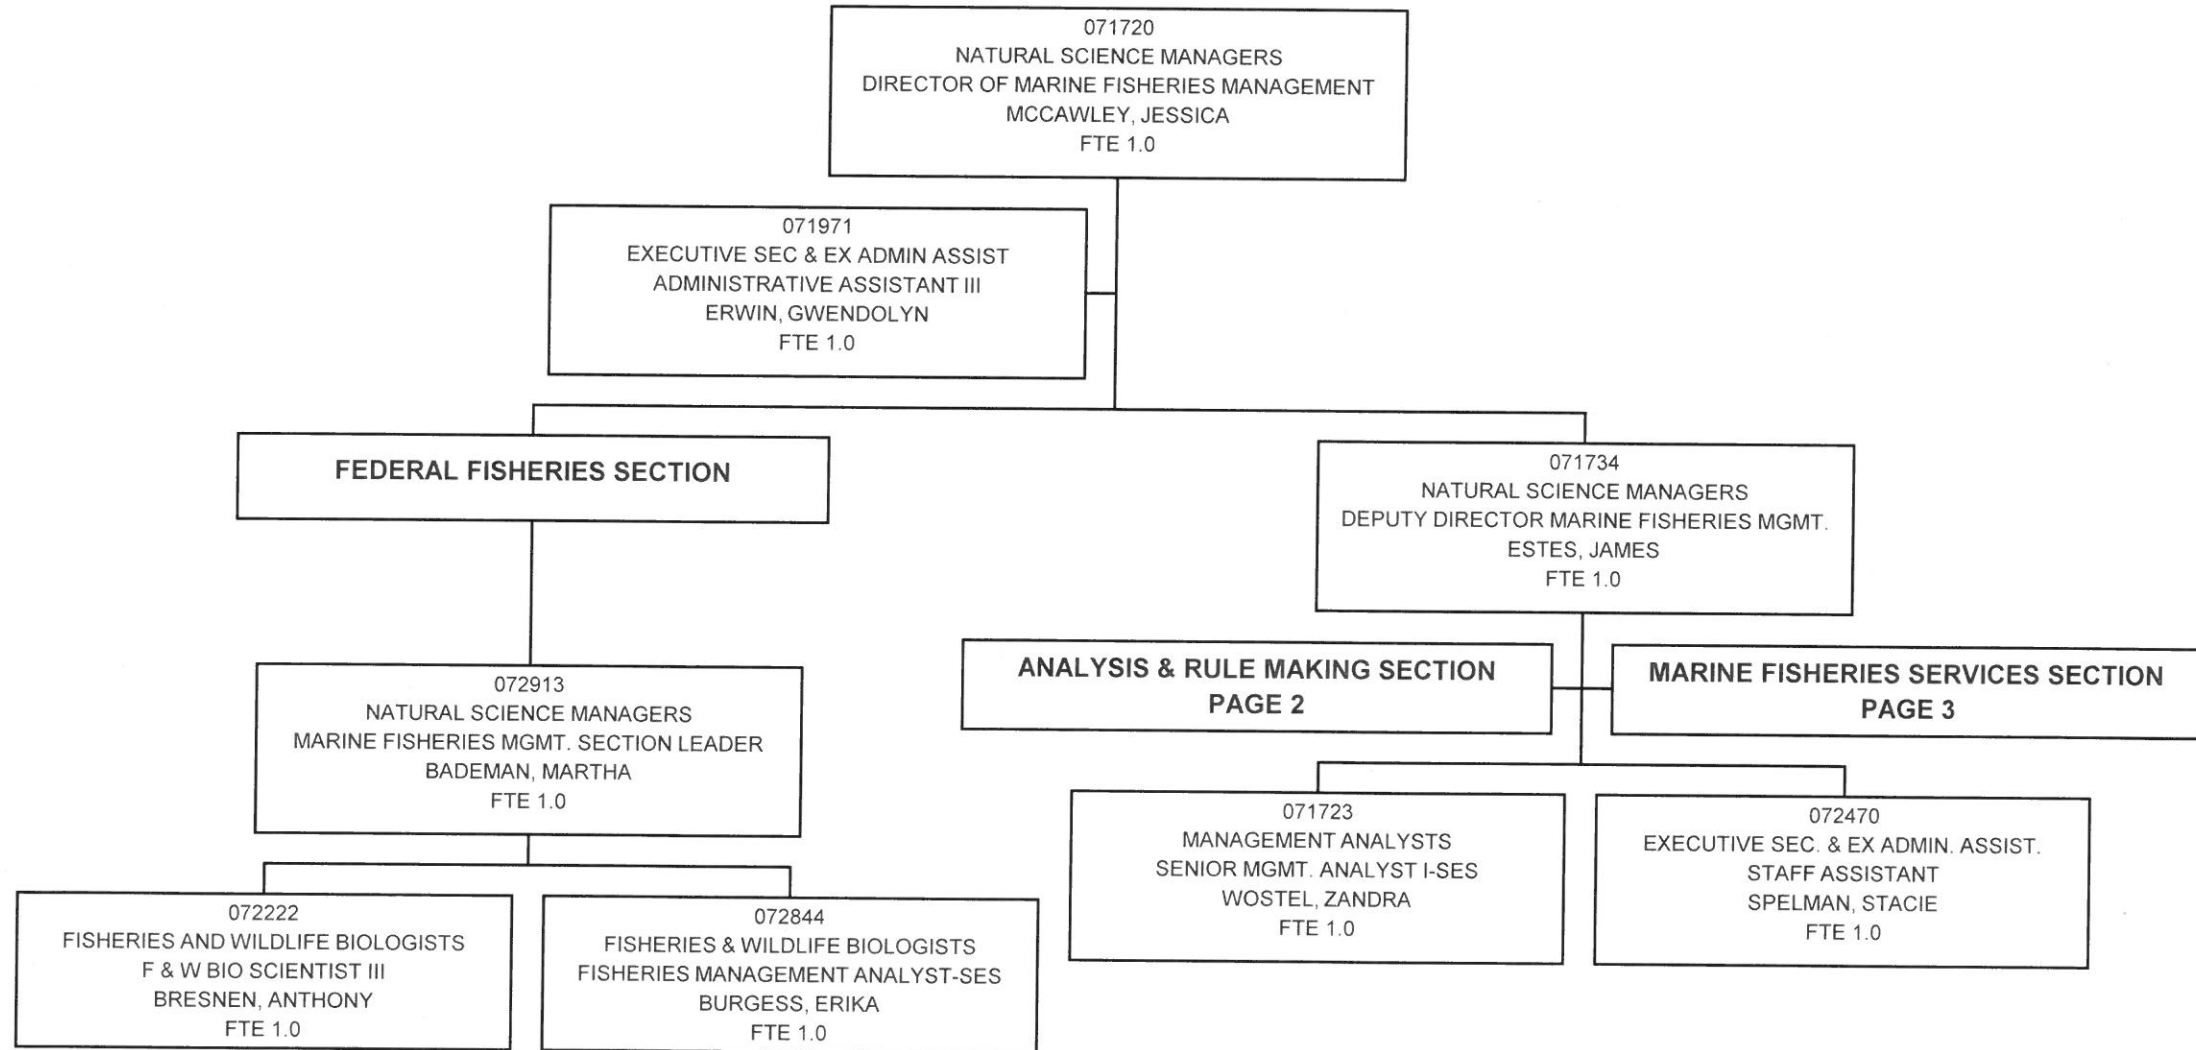 071720
NATURAL SCIENCE MANAGERS
DIRECTOR OF MARINE FISHERIES MANAGEMENT
MCCAWLEY, JESSICA
FTE 1.0
071971
EXECUTIVE SEC & EX ADMIN ASSIST
ADMINISTRATIVE ASSISTANT III
ERWIN, GWENDOLYN
FTE 1.0
FEDERAL FISHERIES SECTION
071734
NATURAL SCIENCE MANAGERS
DEPUTY DIRECTOR MARINE FISHERIES MGMT.
ESTES, JAMES
FTE 1.0
ANALYSIS & RULE MAKING SECTION
PAGE 2
MARINE FISHERIES SERVICES SECTION
PAGE 3
072913
NATURAL SCIENCE MANAGERS
MARINE FISHERIES MGMT. SECTION LEADER
BADEMAN, MARTHA
FTE 1.0
071723
MANAGEMENT ANALYSTS
SENIOR MGMT. ANALYST I-SES
WOSTEL, ZANDRA
FTE 1.0
072470
EXECUTIVE SEC. & EX ADMIN. ASSIST.
STAFF ASSISTANT
SPELMAN, STACIE
FTE 1.0
072222
FISHERIES AND WILDLIFE BIOLOGISTS
F & W BIO SCIENTIST III
BRESNEN, ANTHONY
FTE 1.0
072844
FISHERIES & WILDLIFE BIOLOGISTS
FISHERIES MANAGEMENT ANALYST-SES
BURGESS, ERIKA
FTE 1.0